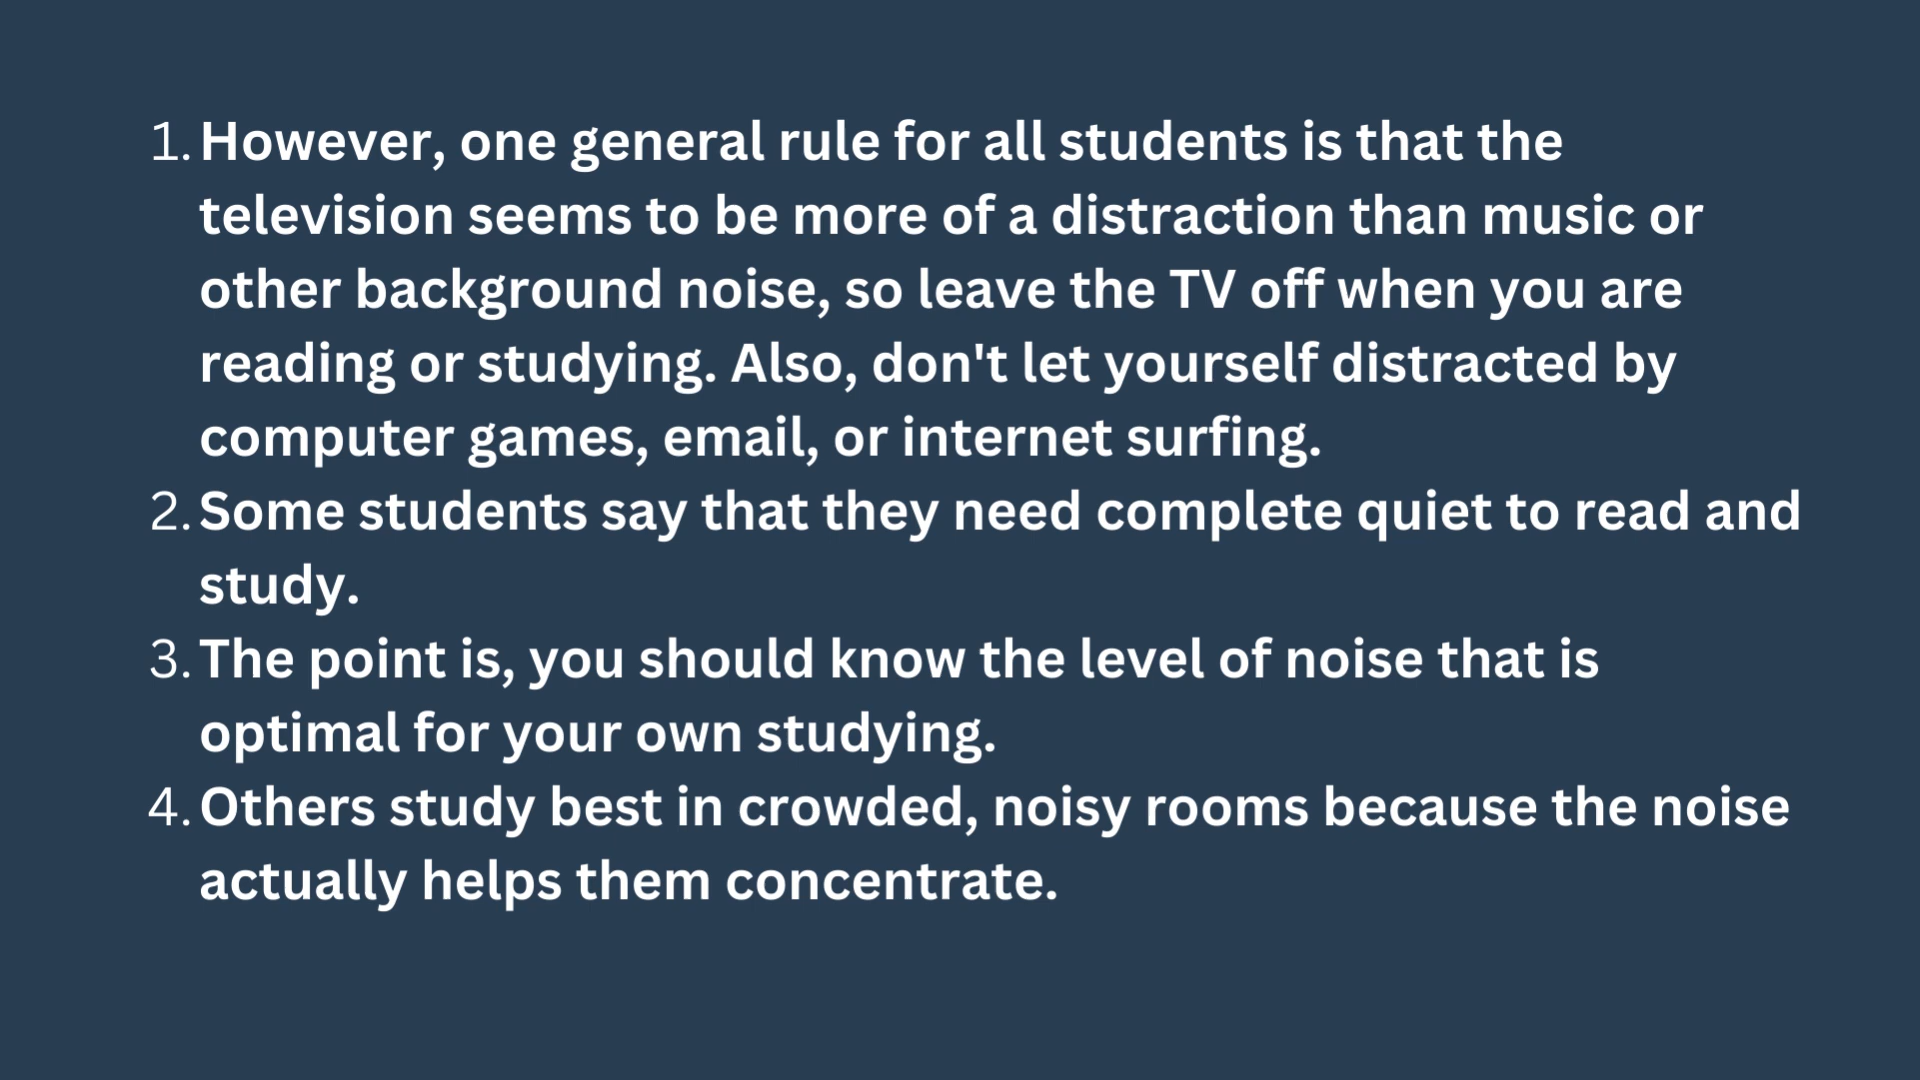 1. However, one general rule for all students is that the
television seems to be more of a distraction than music or
other background noise, so leave the TV off when you are
reading or studying. Also, don't let yourself distracted by
computer games, email, or internet surfing.
2. Some students say that they need complete quiet to read and
study.
3. The point is, you should know the level of noise that is
optimal for your own studying.
4. Others study best in crowded, noisy rooms because the noise
actually helps them concentrate.